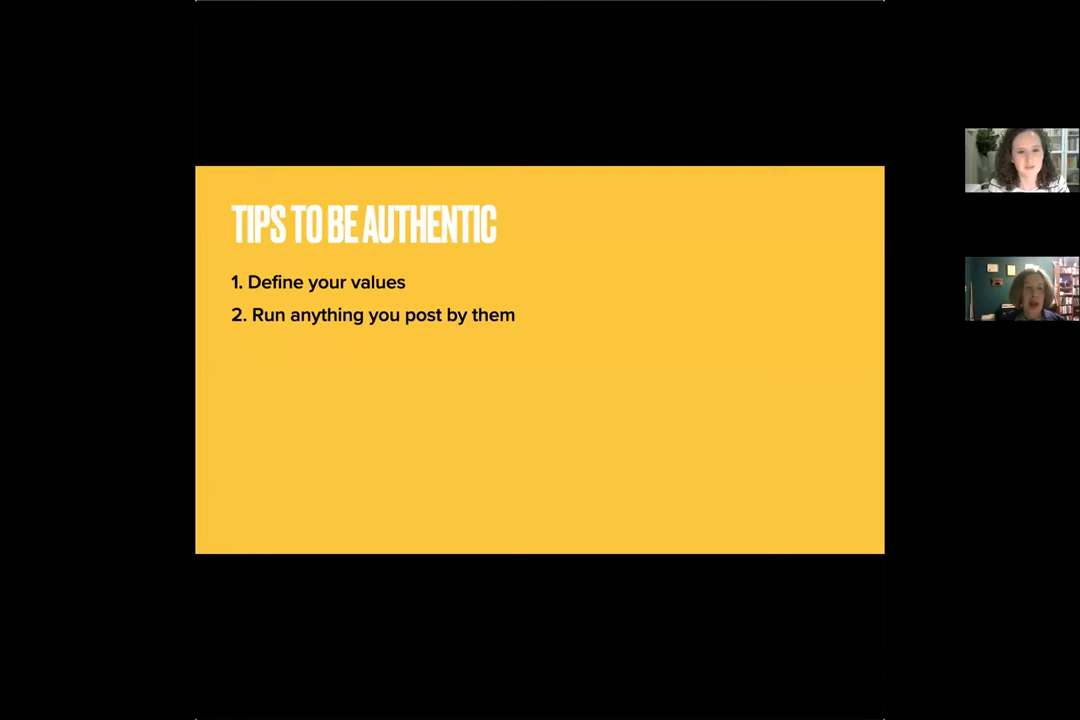 TIPS TO BE AUTHENTIC
1. Define your values
2. Run anything you post by them